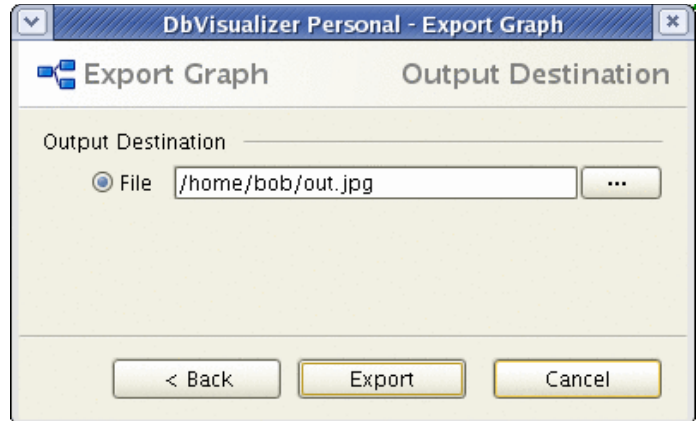 DbVisualizer Personal - Export Graph
Export Graph Output Destination
Output Destination
File /home/bob/out.jpg ...
< Back Export Cancel